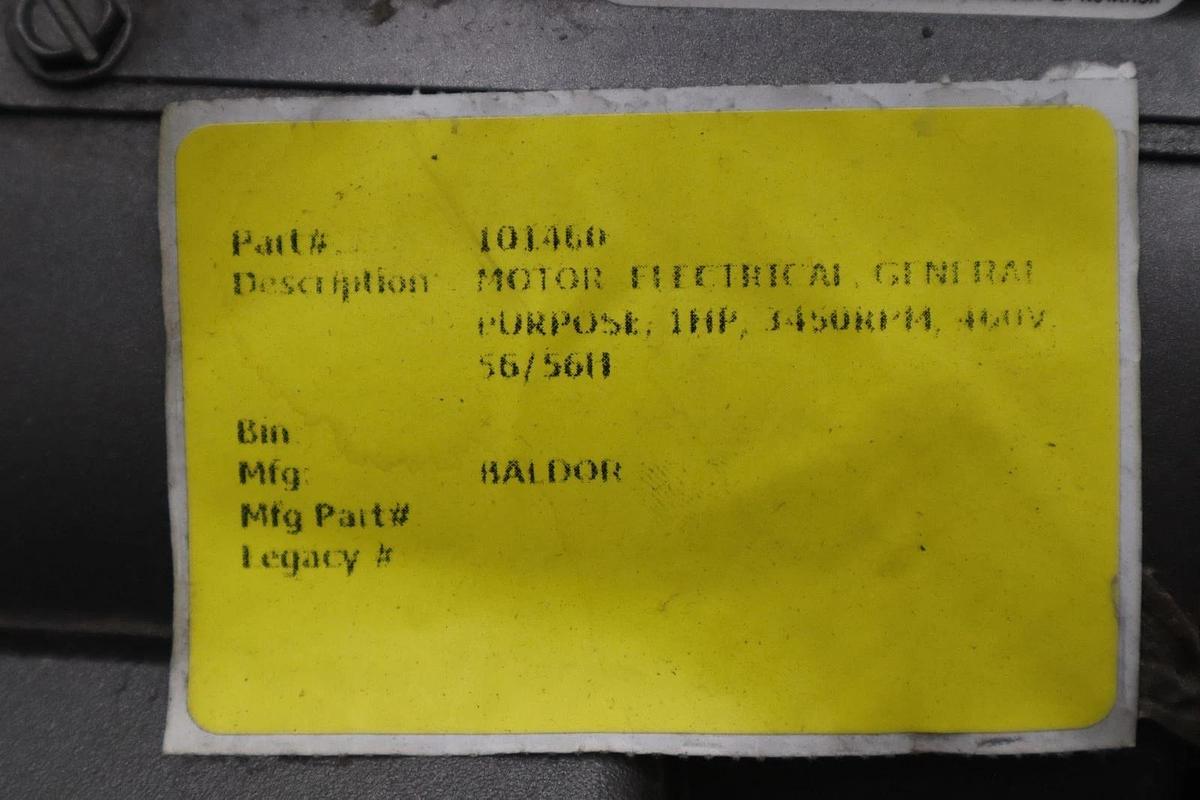 Part# 101460
Description: MOTOR ELECTRICAL, GENERAL
PURPOSE, 1HP, 3450RPM, 460V,
56/56H
Bin:
Mfg: BALDOR
Mfg Part#
Legacy #